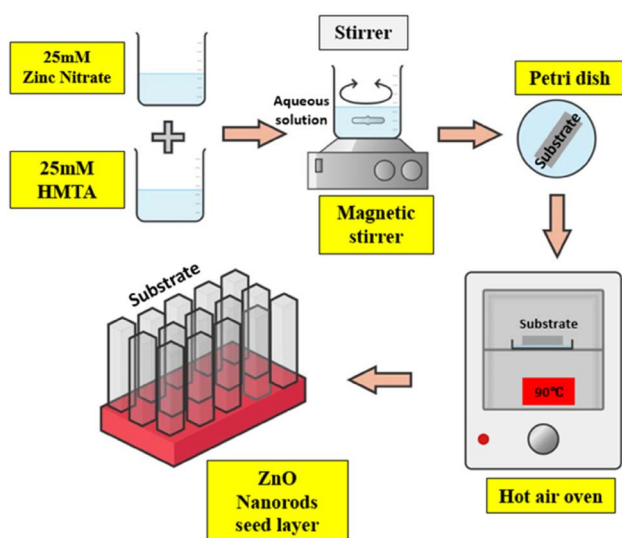 25mM
Zinc Nitrate
25mM
HMTA
Stirrer
Aqueous
solution
Magnetic
stirrer
Petri dish
Substrate
Substrate
90℃
Hot air oven
Substrate
ZnO
Nanorods
seed layer